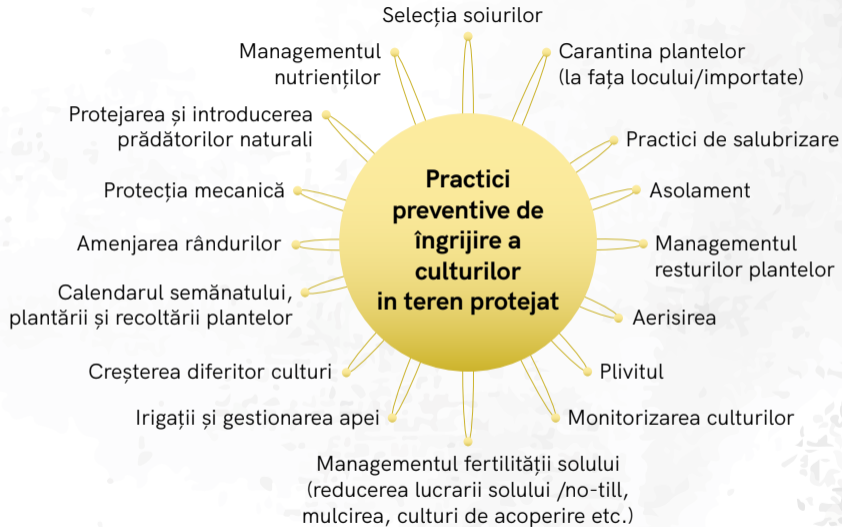 Selecția soiurilor
Managementul
nutrienților
Carantina plantelor
(la fața locului/importate)
Protejarea și introducerea
prădătorilor naturali
Practici de salubrizare
Protecția mecanică
Asolament
Amenjarea rândurilor
Managementul
resturilor plantelor
Calendarul semănatului,
plantării și recoltării plantelor
Aerisirea
Creșterea diferitor culturi
Plivitul
Irigații și gestionarea apei
Monitorizarea culturilor
Managementul fertilității solului
(reducerea lucrarii solului /no-till,
mulcirea, culturi de acoperire etc.)
Practici
preventive de
îngrijire a
culturilor
in teren protejat